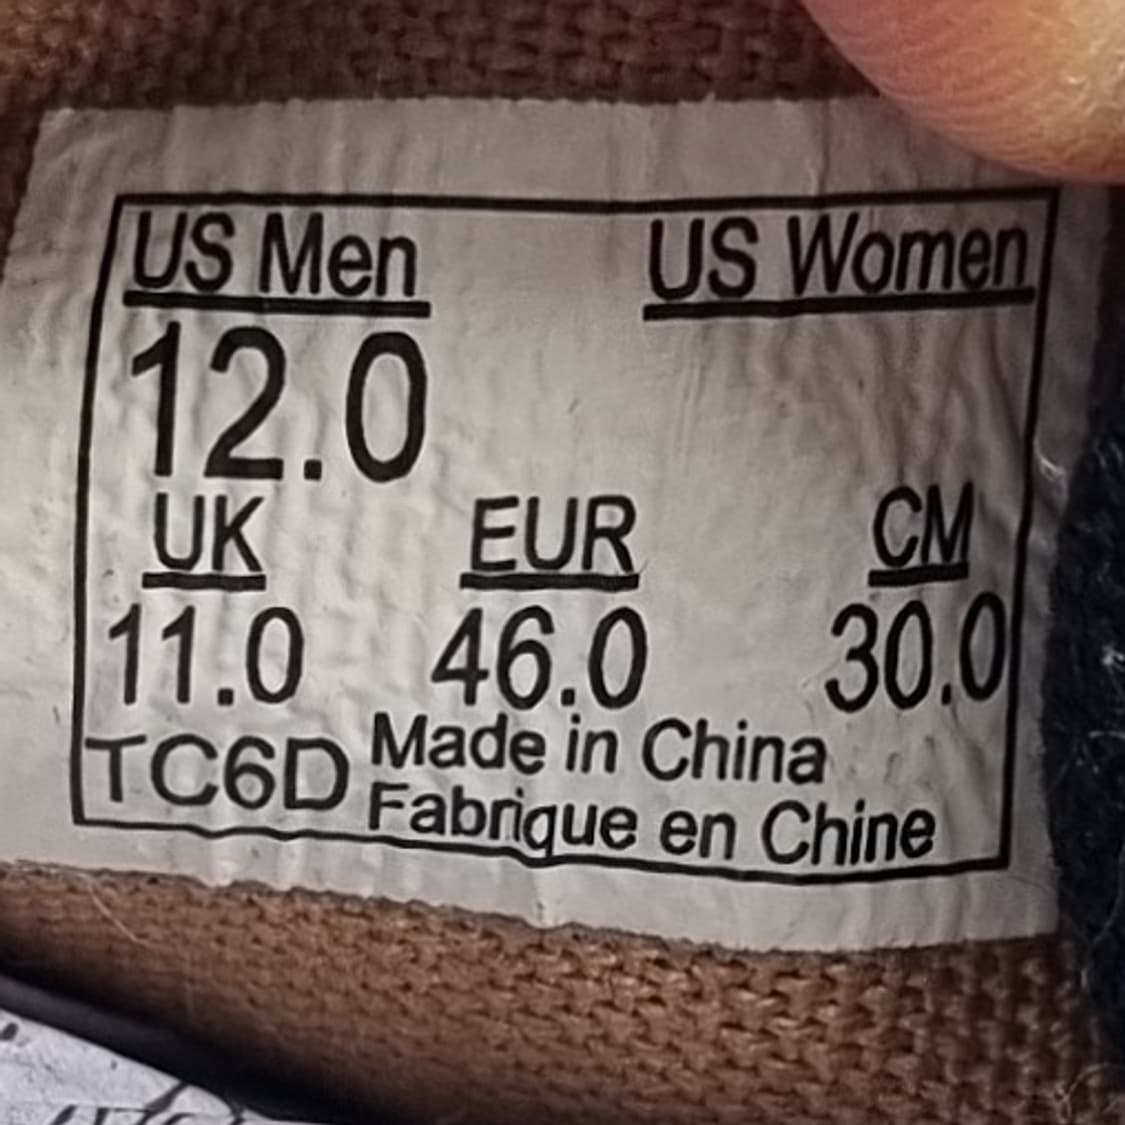 US Men US Women
12.0
UK EUR CM
11.0 46.0 30.0
TC6D Made in China
Fabrique en Chine